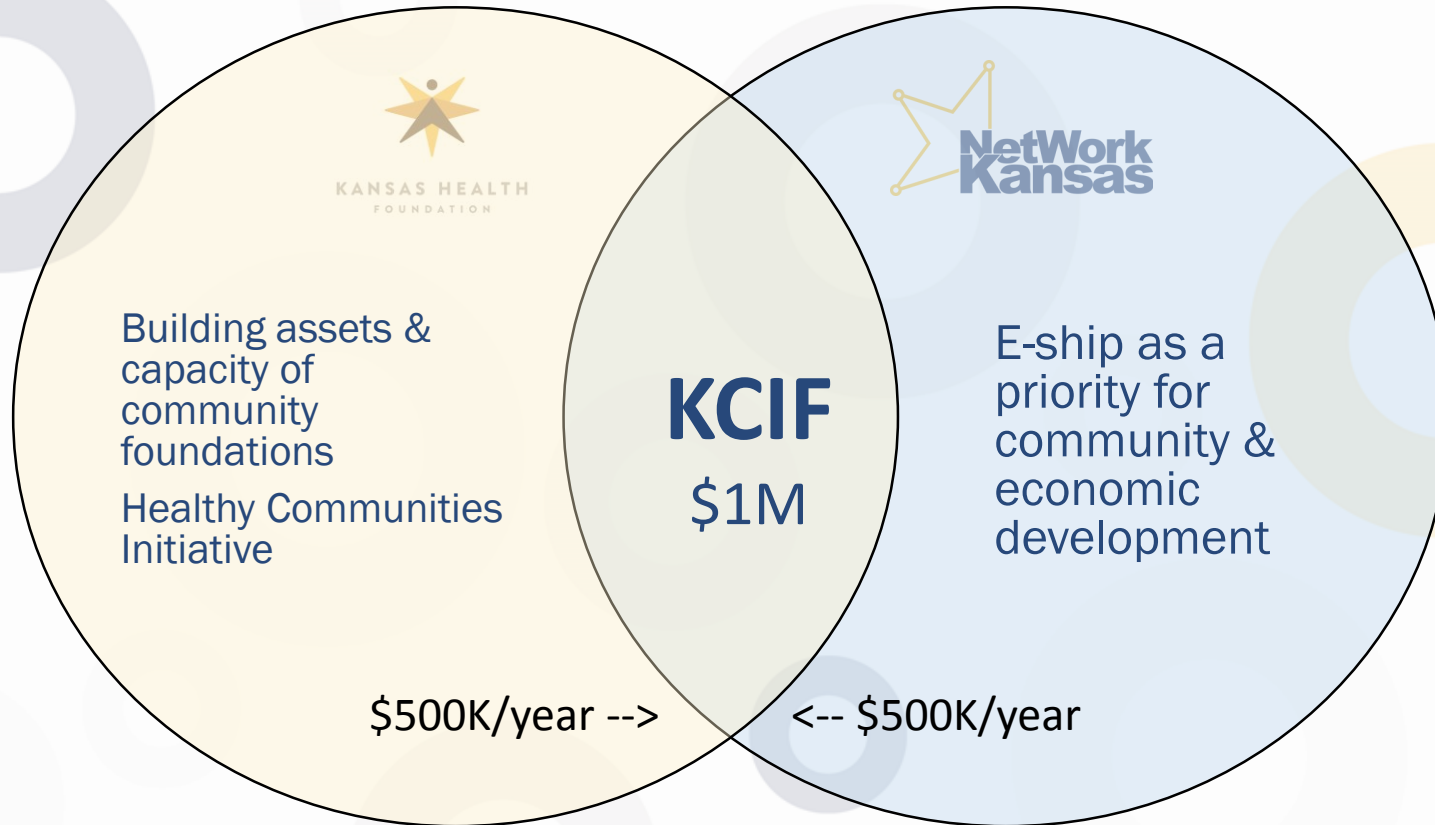 KANSAS HEALTH
FOUNDATION
NetWork
Kansas
Building assets &
capacity of
community
foundations
Healthy Communities
Initiative
KCIF
$1M
E-ship as a
priority for
community &
economic
development
$500K/year -->
<-- $500K/year